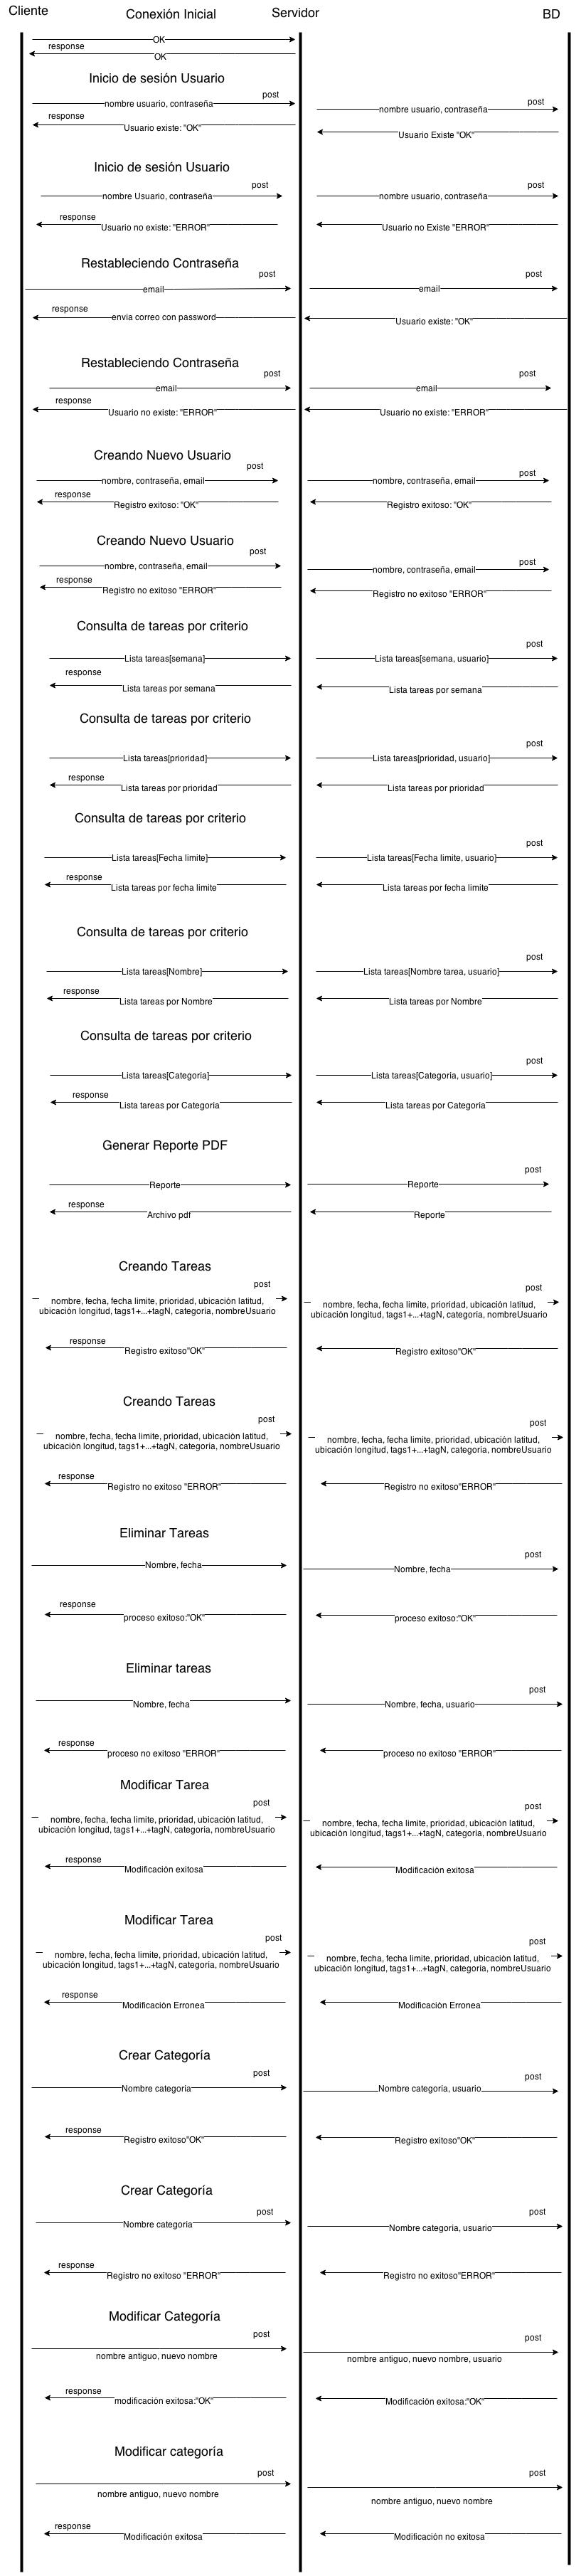 Cliente
Conexión Inicial
Servidor
BD
OK
response
OK
Inicio de sesión Usuario
post
nombre usuario, contraseña
post
nombre usuario, contraseña
response
Usuario existe: "OK"
Usuario Existe "OK"
Inicio de sesión Usuario
post
nombre Usuario, contraseña
post
nombre usuario, contraseña
response
Usuario no existe: "ERROR"
Usuario no Existe "ERROR"
Restableciendo Contraseña
post
email
post
email
response
envia correo con password
Usuario existe: "OK"
Restableciendo Contraseña
post
email
post
email
response
Usuario no existe: "ERROR"
Usuario no existe: "ERROR"
Creando Nuevo Usuario
post
nombre, contraseña, email
post
nombre, contraseña, email
response
Registro exitoso: "OK"
Registro exitoso: "OK"
Creando Nuevo Usuario
post
nombre, contraseña, email
post
nombre, contraseña, email
response
Registro no exitoso "ERROR"
Registro no exitoso "ERROR"
Consulta de tareas por criterio
post
Lista tareas[semana]
Lista tareas[semana, usuario]
response
Lista tareas por semana
Lista tareas por semana
Consulta de tareas por criterio
post
Lista tareas[prioridad]
Lista tareas[prioridad, usuario]
response
Lista tareas por prioridad
Lista tareas por prioridad
Consulta de tareas por criterio
post
Lista tareas[Fecha limite]
Lista tareas[Fecha limite, usuario]
response
Lista tareas por fecha limite
Lista tareas por fecha limite
Consulta de tareas por criterio
post
Lista tareas[Nombre]
Lista tareas[Nombre tarea, usuario]
response
Lista tareas por Nombre
Lista tareas por Nombre
Consulta de tareas por criterio
post
Lista tareas[Categoría]
Lista tareas[Categoria, usuario]
response
Lista tareas por Categoria
Lista tareas por Categoria
Generar Reporte PDF
post
Reporte
Reporte
response
Archivo pdf
Reporte
Creando Tareas
post
nombre, fecha, fecha limite, prioridad, ubicación latitud,
ubicación longitud, tags1+...+tagN, categoria, nombreUsuario
post
nombre, fecha, fecha limite, prioridad, ubicación latitud,
ubicación longitud, tags1+...+tagN, categoria, nombreUsuario
response
Registro exitoso"OK"
Registro exitoso"OK"
Creando Tareas
post
nombre, fecha, fecha limite, prioridad, ubicación latitud,
ubicación longitud, tags1+...+tagN, categoria, nombreUsuario
post
nombre, fecha, fecha limite, prioridad, ubicación latitud,
ubicación longitud, tags1+...+tagN, categoria, nombreUsuario
response
Registro no exitoso "ERROR"
Registro no exitoso"ERROR"
Eliminar Tareas
post
Nombre, fecha
post
Nombre, fecha
response
proceso exitoso:"OK"
proceso exitoso:"OK"
Eliminar tareas
post
Nombre, fecha
post
Nombre, fecha, usuario
response
proceso no exitoso "ERROR"
proceso no exitoso "ERROR"
Modificar Tarea
post
nombre, fecha, fecha limite, prioridad, ubicación latitud,
ubicación longitud, tags1+...+tagN, categoria, nombreUsuario
post
nombre, fecha, fecha limite, prioridad, ubicación latitud,
ubicación longitud, tags1+...+tagN, categoria, nombreUsuario
response
Modificación exitosa
Modificación exitosa
Modificar Tarea
post
nombre, fecha, fecha limite, prioridad, ubicación latitud,
ubicación longitud, tags1+...+tagN, categoria, nombreUsuario
post
nombre, fecha, fecha limite, prioridad, ubicación latitud,
ubicación longitud, tags1+...+tagN, categoria, nombreUsuario
response
Modificación Erronea
Modificación Erronea
Crear Categoría
post
Nombre categoría
post
Nombre categoria, usuario
response
Registro exitoso"OK"
Registro exitoso"OK"
Crear Categoría
post
Nombre categoría
post
Nombre categoria, usuario
response
Registro no exitoso "ERROR"
Registro no exitoso"ERROR"
Modificar Categoría
post
nombre antiguo, nuevo nombre
post
nombre antiguo, nuevo nombre, usuario
response
modificación exitosa:"OK"
Modificación exitosa:"OK"
Modificar categoría
post
nombre antiguo, nuevo nombre
post
nombre antiguo, nuevo nombre
response
Modificación exitosa
Modificación no exitosa